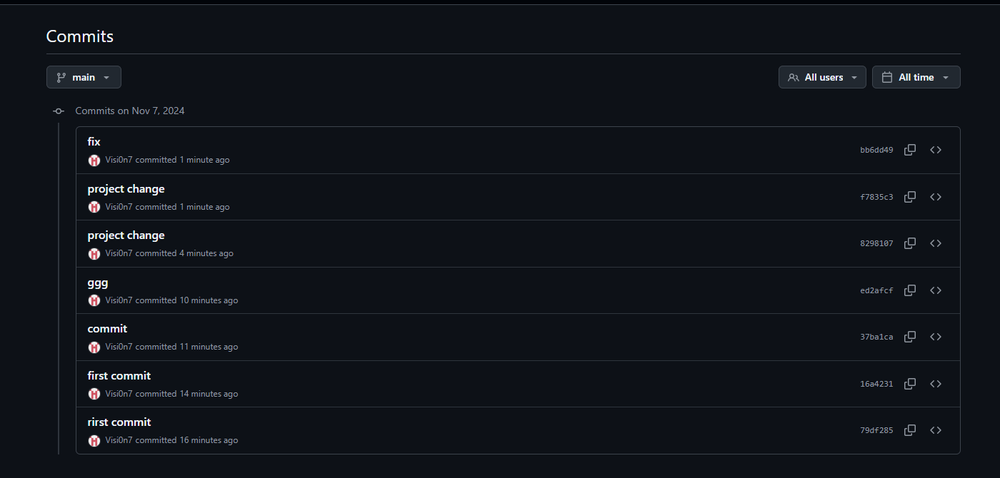 Commits
main
All users
All time
Commits on Nov 7, 2024
fix
Visi0n7 committed 1 minute ago
bb6dd49
project change
Visi0n7 committed 1 minute ago
f7835c3
project change
Visi0n7 committed 4 minutes ago
8298107
ggg
Visi0n7 committed 10 minutes ago
ed2afcf
commit
Visi0n7 committed 11 minutes ago
37ba1ca
first commit
Visi0n7 committed 14 minutes ago
16a4231
rirst commit
Visi0n7 committed 16 minutes ago
79df285